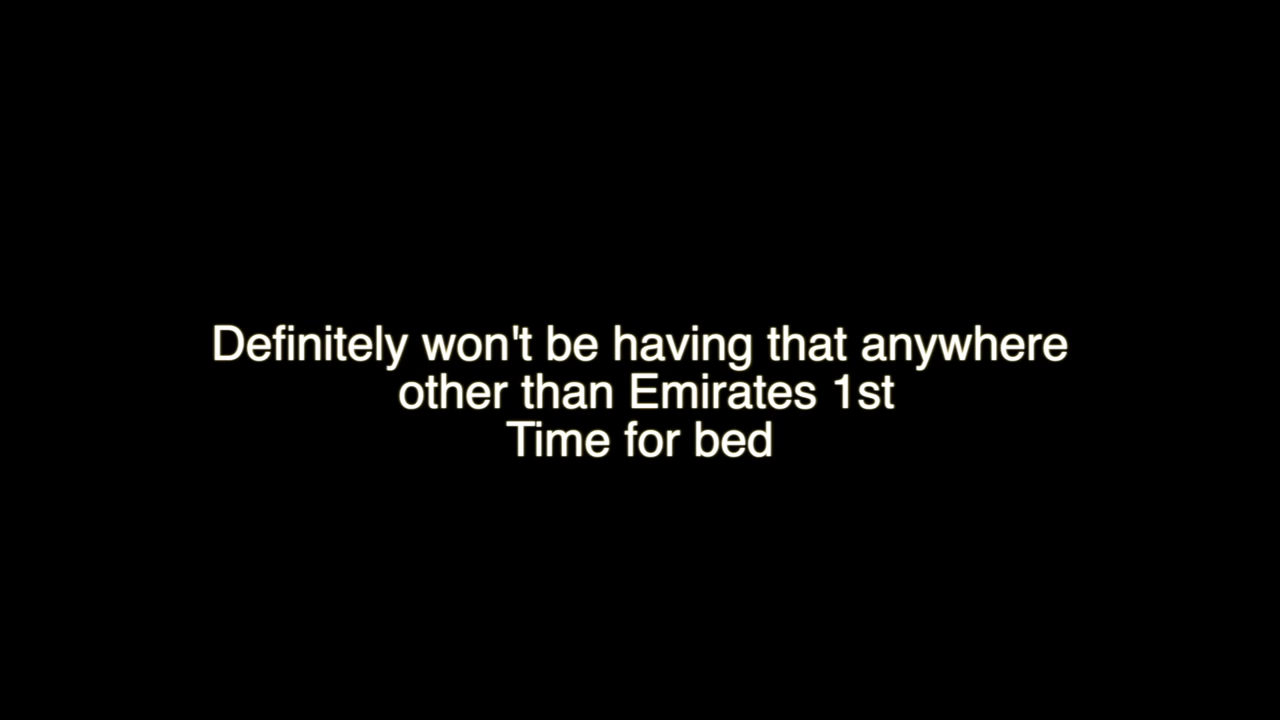 Definitely won't be having that anywhere
other than Emirates 1st
Time for bed